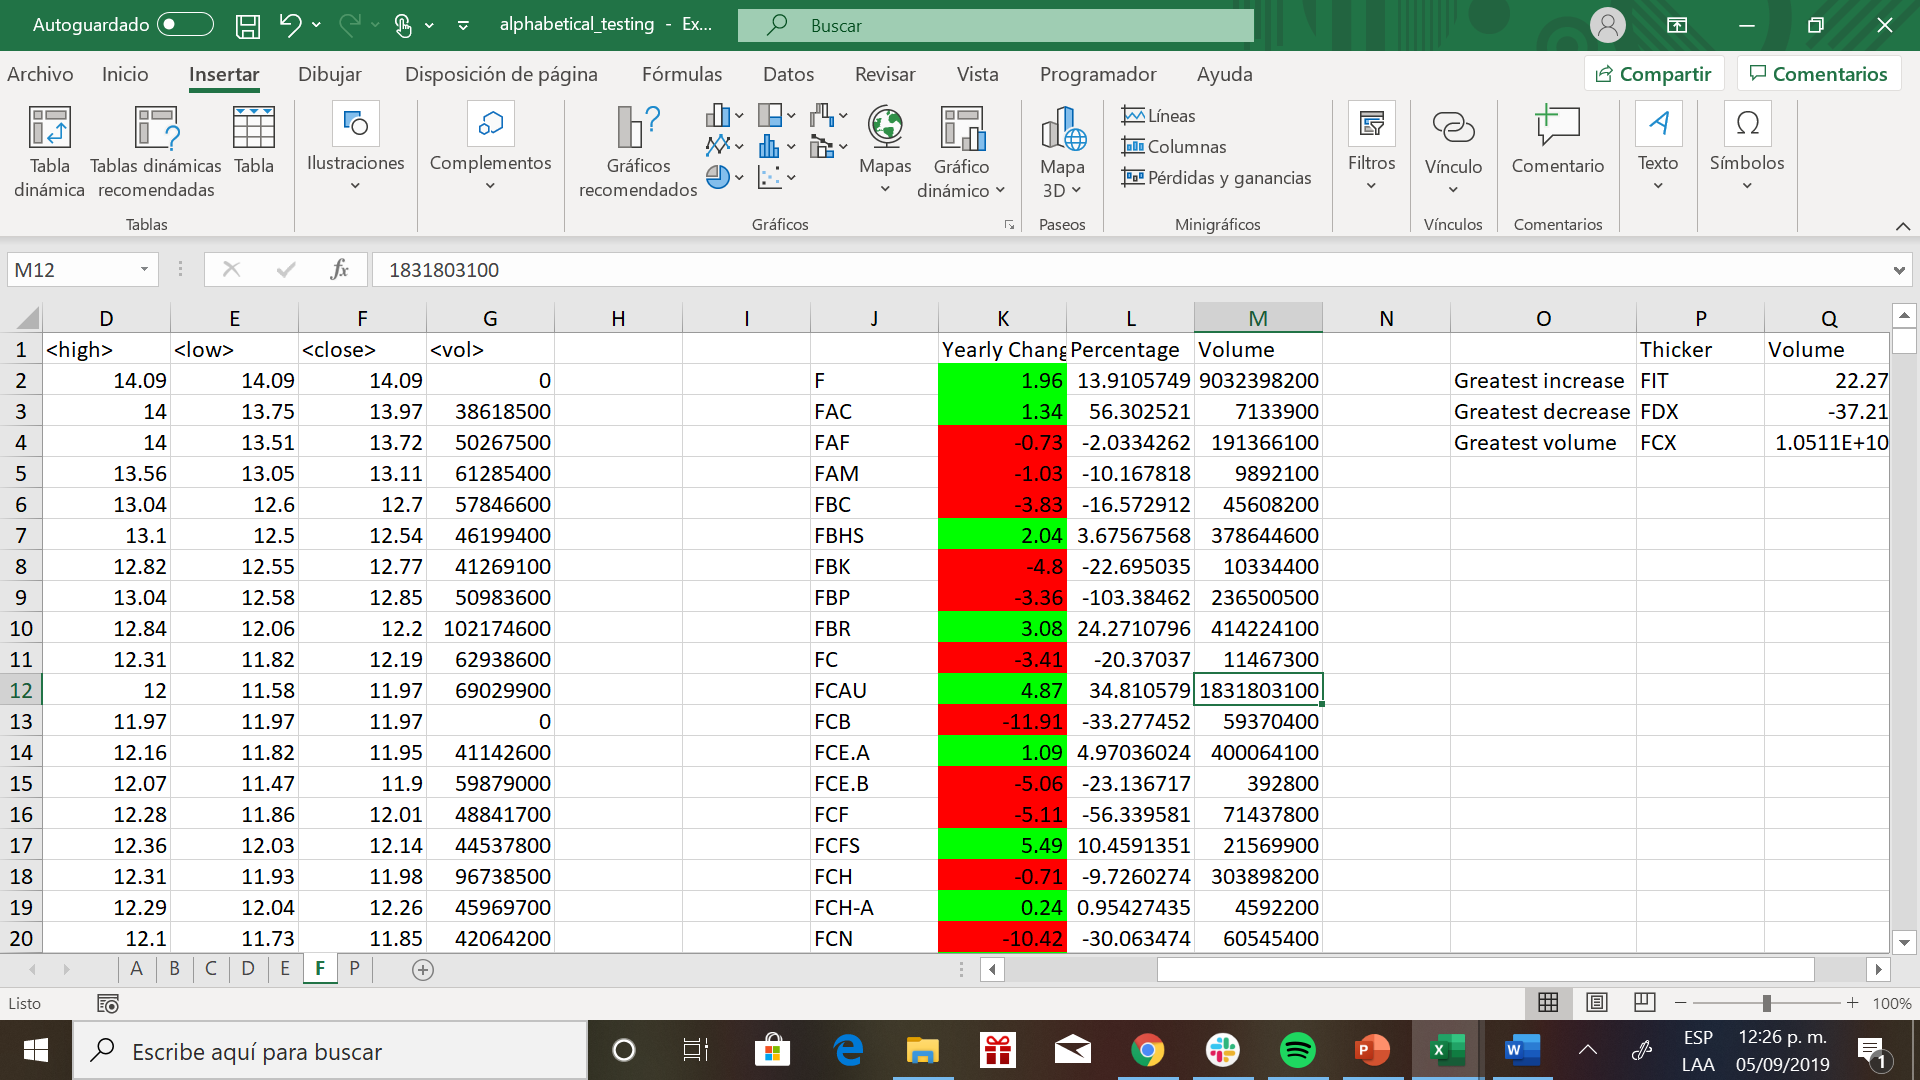 Autoguardado
alphabetical_testing - Ex...
Buscar
Archivo Inicio Insertar Dibujar Disposición de página Fórmulas Datos Revisar Vista Programador Ayuda Compartir Comentarios
Tabla dinámica
Tablas dinámicas recomendadas
Tabla
Ilustraciones
Complementos
Gráficos recomendados
Mapas
Gráfico dinámico
Mapa 3D
Líneas
Columnas
Pérdidas y ganancias
Filtros
Vínculo
Comentario
Texto
Símbolos
Tablas Gráficos Paseos Minigráficos Vínculos Comentarios
M12 fx 1831803100
D E F G H I J K L M N O P Q
1 <high> <low> <close> <vol> Yearly Chang Percentage Volume Thicker Volume
2 14.09 14.09 14.09 0 F 1.96 13.9105749 9032398200 Greatest increase FIT 22.27
3 14 13.75 13.97 38618500 FAC 1.34 56.302521 7133900 Greatest decrease FDX -37.21
4 14 13.51 13.72 50267500 FAF -0.73 -2.0334262 191366100 Greatest volume FCX 1.0511E+10
5 13.56 13.05 13.11 61285400 FAM -1.03 -10.167818 9892100
6 13.04 12.6 12.7 57846600 FBC -3.83 -16.572912 45608200
7 13.1 12.5 12.54 46199400 FBHS 2.04 3.67567568 378644600
8 12.82 12.55 12.77 41269100 FBK -4.8 -22.695035 10334400
9 13.04 12.58 12.85 50983600 FBP -3.36 -103.38462 236500500
10 12.84 12.06 12.2 102174600 FBR 3.08 24.2710796 414224100
11 12.31 11.82 12.19 62938600 FC -3.41 -20.37037 11467300
12 12 11.58 11.97 69029900 FCAU 4.87 34.810579 1831803100
13 11.97 11.97 11.97 0 FCB -11.91 -33.277452 59370400
14 12.16 11.82 11.95 41142600 FCE.A 1.09 4.97036024 400064100
15 12.07 11.47 11.9 59879000 FCE.B -5.06 -23.136717 392800
16 12.28 11.86 12.01 48841700 FCF -5.11 -56.339581 71437800
17 12.36 12.03 12.14 44537800 FCFS 5.49 10.4591351 21569900
18 12.31 11.93 11.98 96738500 FCH -0.71 -9.7260274 303898200
19 12.29 12.04 12.26 45969700 FCH-A 0.24 0.95427435 4592200
20 12.1 11.73 11.85 42064200 FCN -10.42 -30.063474 60545400
A B C D E F P
Listo 100%
Escribe aquí para buscar
ESP 12:26 p. m.
LAA 05/09/2019
1